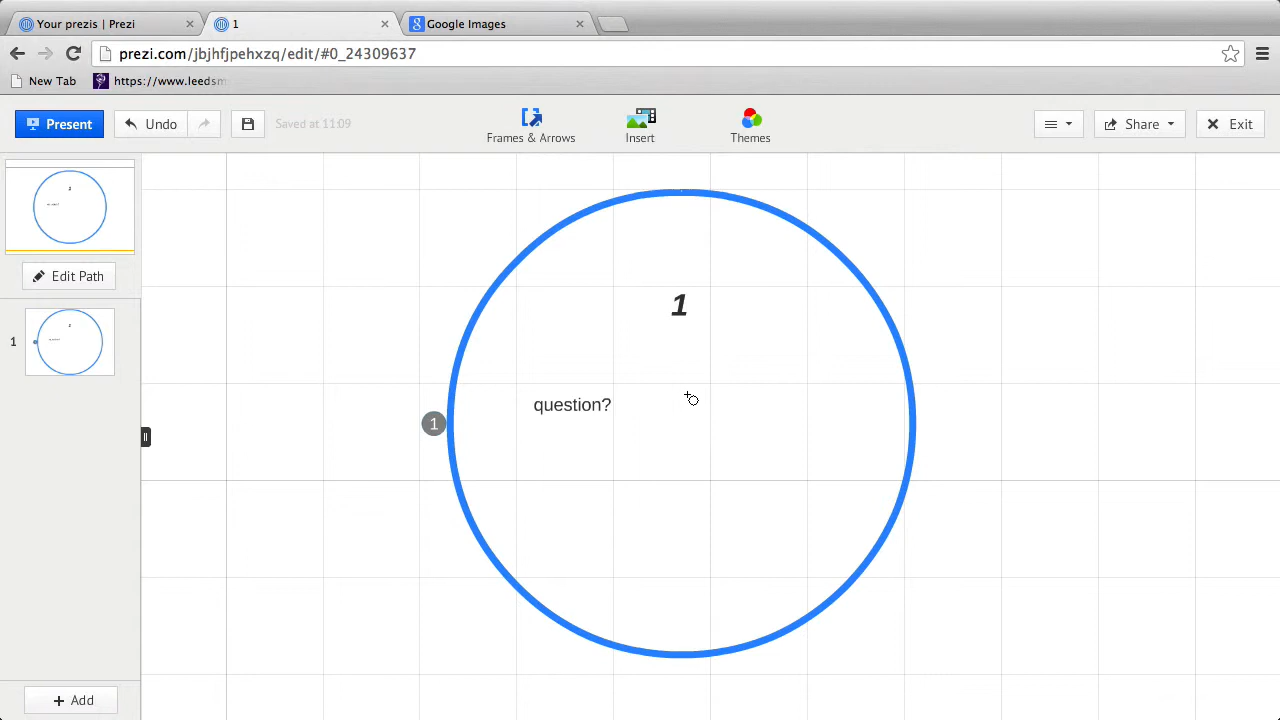 Your prezis | Prezi
1
Google Images
prezi.com/jbjhfjpehxzq/edit/#0_24309637
New Tab
https://www.leedsm
Present
Undo
Saved at 11:09
Frames & Arrows
Insert
Themes
Share
Exit
Edit Path
1
1
question?
1
Add